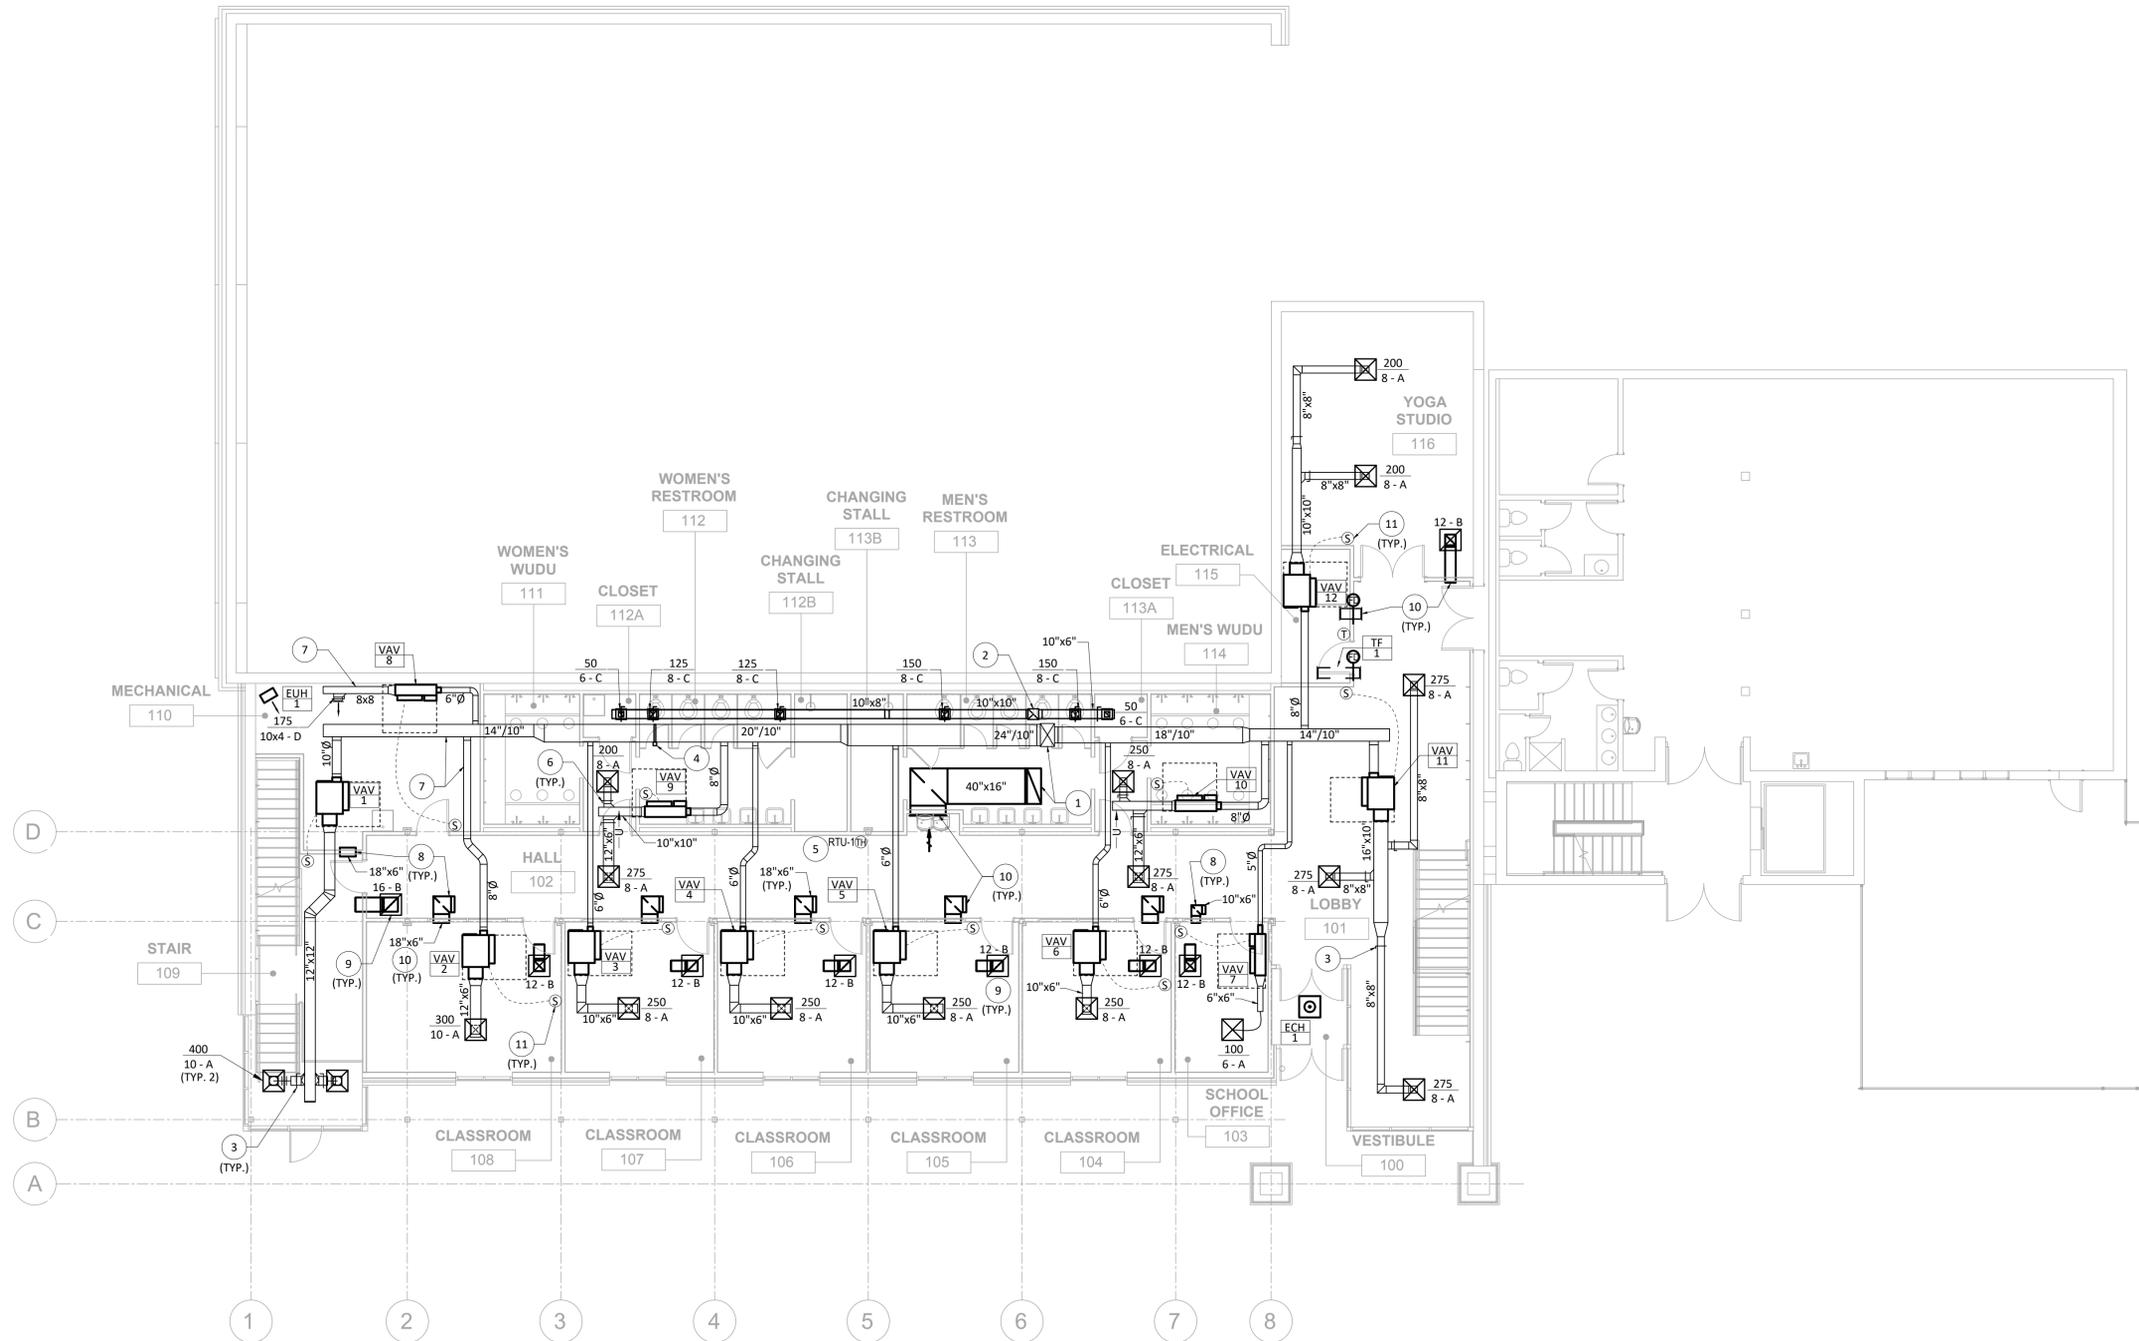 200
8 - A
8"x8"
YOGA
STUDIO
116
200
8 - A
8"x8"
10"x10"
WOMEN'S
RESTROOM
112
CHANGING
STALL
113B
MEN'S
RESTROOM
113
11
(TYP.)
S
12 - B
WOMEN'S
WUDU
111
CHANGING
STALL
112B
ELECTRICAL
115
CLOSET
112A
CLOSET
113A
VAV
12
10
(TYP.)
MEN'S WUDU
114
T
TF
1
7
VAV
8
50
6 - C
125
8 - C
125
8 - C
150
8 - C
2
150
8 - C
10"x6"
S
275
8 - A
MECHANICAL
110
EUH
1
8x8
6"Ø
175
10x4 - D
10"x8"
10"x10"
50
6 - C
8"Ø
14"/10"
20"/10"
24"/10"
18"/10"
14"/10"
10"Ø
6
(TYP.)
200
8 - A
4
8"Ø
250
8 - A
VAV
11
7
VAV
9
S
40"x16"
1
S
VAV
10
8"x8"
VAV
1
8"Ø
D
S
12"x6"
U
10"x10"
5
RTU-1
TH
U
12"x6"
16"x10"
S
8
(TYP.)
18"x6"
HALL
102
6"Ø
6"Ø
8
(TYP.)
5"Ø
275
8 - A
18"x6"
(TYP.)
275
8 - A
275
8 - A
8"x8"
16 - B
8"Ø
6"Ø
VAV
4
VAV
5
10
(TYP.)
6"Ø
10"x6"
LOBBY
101
C
18"x6"
S
S
S
S
STAIR
109
12"x12"
9
(TYP.)
10
(TYP.)
VAV
2
VAV
3
12 - B
VAV
6
12 - B
VAV
7
3
12 - B
12 - B
12 - B
9
(TYP.)
S
12 - B
12"x6"
S
10"x6"
6"x6"
8"x8"
300
10 - A
250
8 - A
10"x6"
250
8 - A
10"x6"
250
8 - A
10"x6"
250
8 - A
ECH
1
11
(TYP.)
100
6 - A
400
10 - A
(TYP. 2)
275
8 - A
SCHOOL
OFFICE
103
B
3
(TYP.)
CLASSROOM
108
CLASSROOM
107
CLASSROOM
106
CLASSROOM
105
CLASSROOM
104
VESTIBULE
100
A
1
2
3
4
5
6
7
8